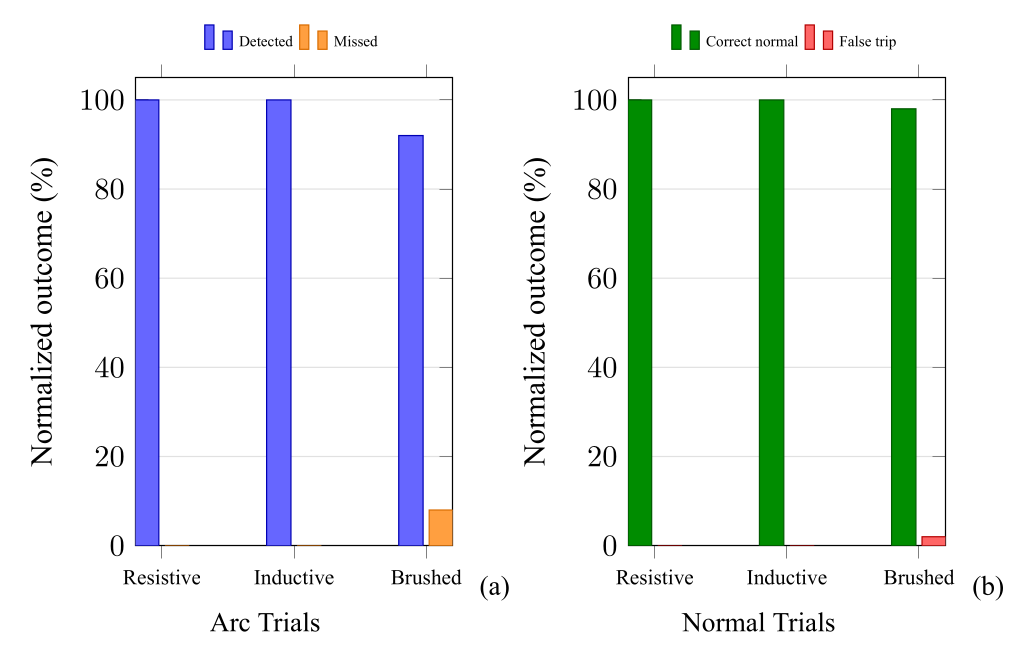 Detected Missed
100
80
60
40
20
0
Normalized outcome (%)
Resistive Inductive Brushed
Arc Trials
(a)
Correct normal False trip
100
80
60
40
20
0
Normalized outcome (%)
Resistive Inductive Brushed
Normal Trials
(b)